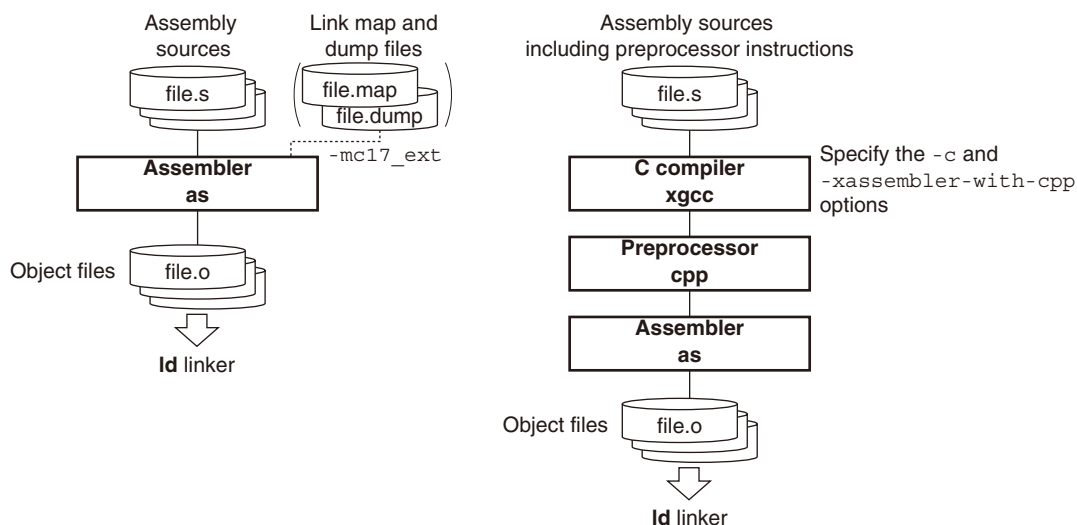 Assembly
sources
Link map and
dump files
file.s
file.map
file.dump
-mc17_ext
Assembler
as
Object files
file.o
ld linker
Assembly sources
including preprocessor instructions
file.s
C compiler
xgcc
Specify the -c and
-xassembler-with-cpp
options
Preprocessor
cpp
Assembler
as
Object files
file.o
ld linker